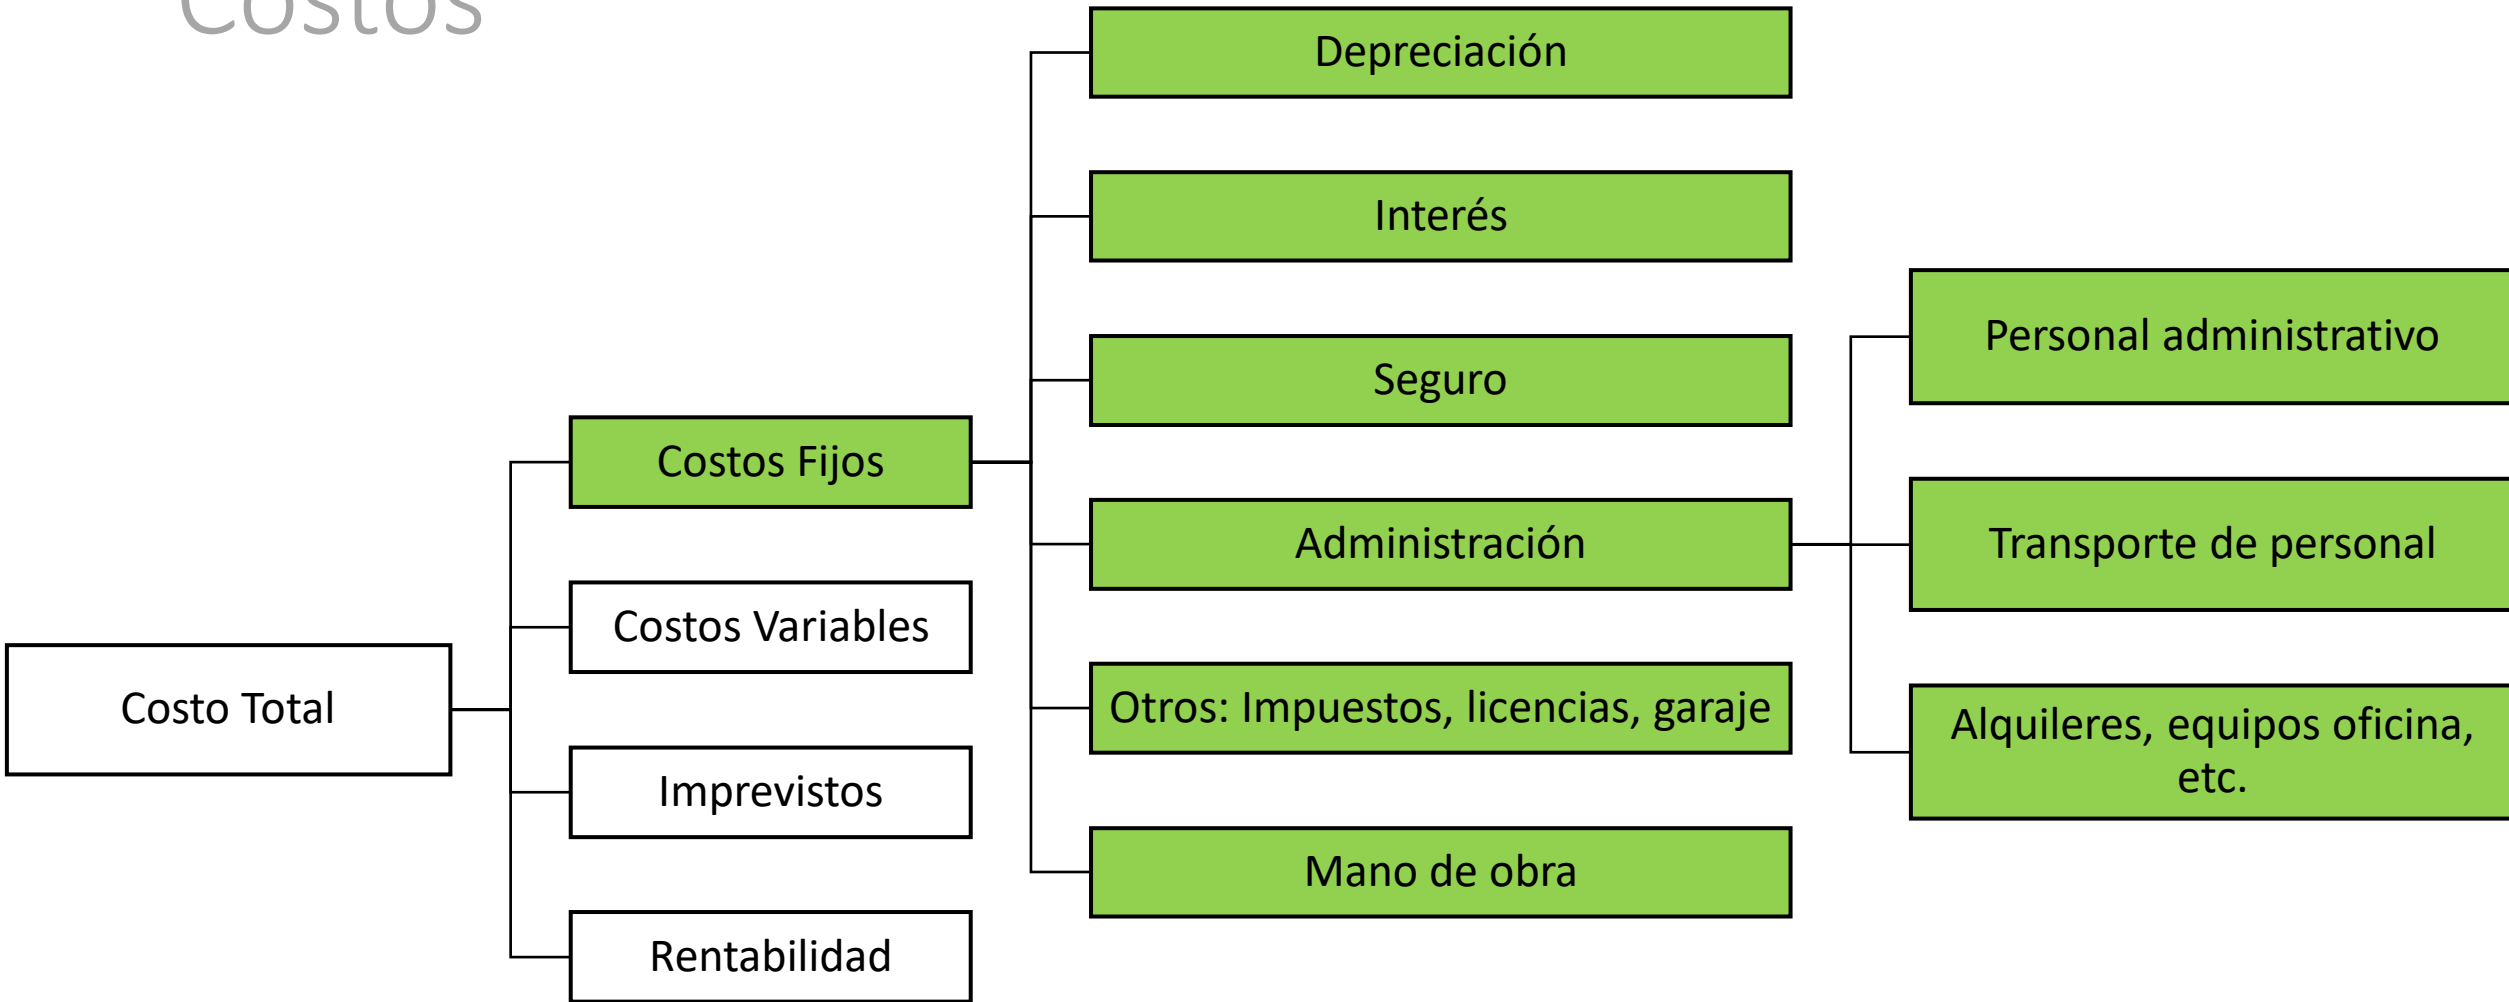 Costos
Depreciación
Interés
Seguro
Administración
Otros: Impuestos, licencias, garaje
Mano de obra
Costos Fijos
Costos Variables
Imprevistos
Rentabilidad
Costo Total
Personal administrativo
Transporte de personal
Alquileres, equipos oficina,
etc.